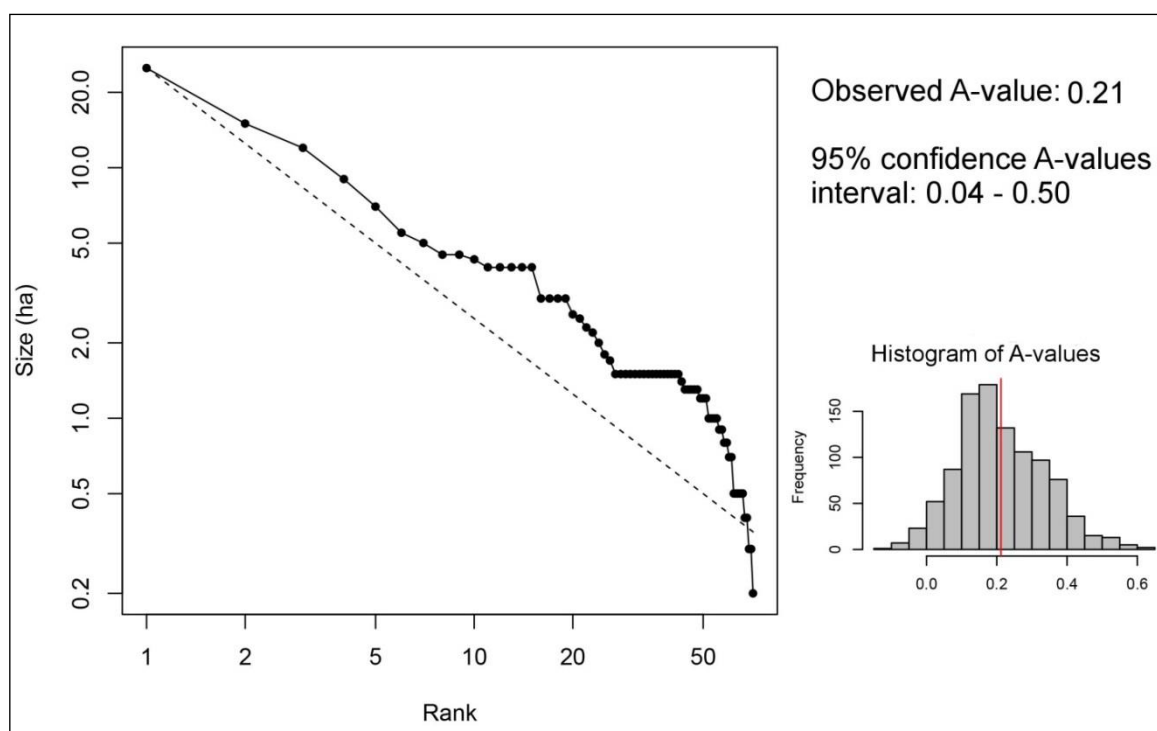 20.0
10.0
5.0
2.0
1.0
0.5
0.2
Size (ha)
1 2 5 10 20 50
Rank
Observed A-value: 0.21
95% confidence A-values
interval: 0.04 - 0.50
Histogram of A-values
150
100
50
0
Frequency
0.0 0.2 0.4 0.6